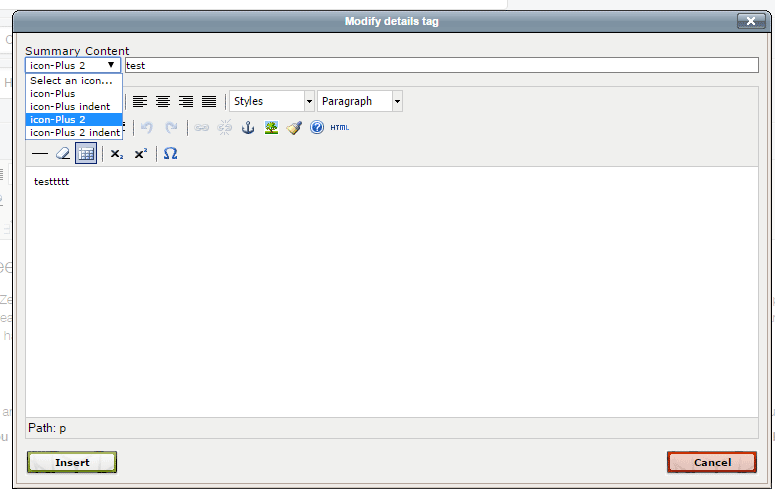 Modify details tag
Summary Content
icon-Plus 2 test
Select an icon...
icon-Plus
icon-Plus indent
icon-Plus 2
icon-Plus 2 indent
Styles Paragraph
HTML
testtttt
Path: p
Insert Cancel